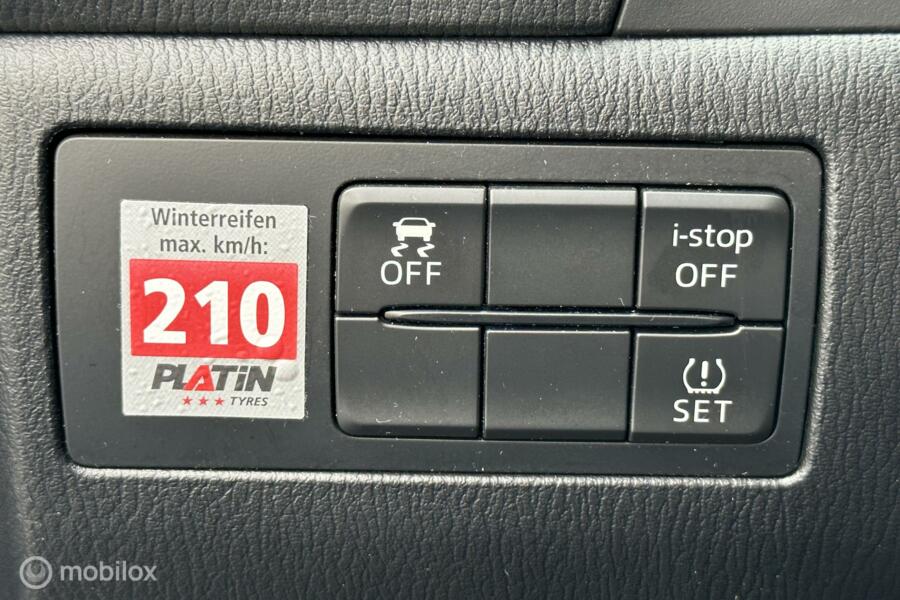 Winterreifen
max. km/h:
210
PLATiN
TYRES
OFF
i-stop
OFF
SET
mobilox